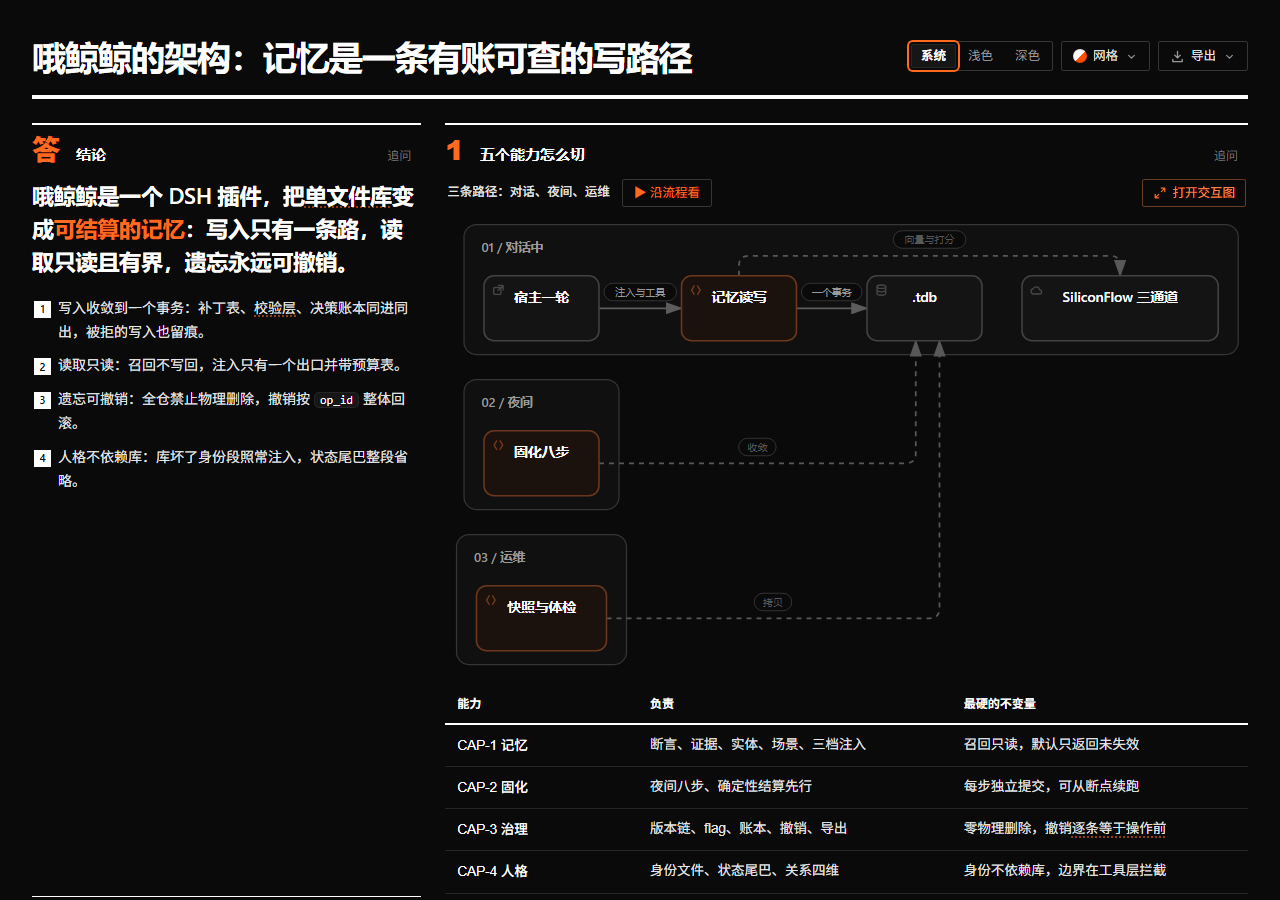 哦鲸鲸的架构：记忆是一条有账可查的写路径
系统 浅色 深色 网格 导出
答 结论 追问
哦鲸鲸是一个 DSH 插件，把单文件库变
成可结算的记忆：写入只有一条路，读
取只读且有界，遗忘永远可撤销。
1 写入收敛到一个事务：补丁表、校验层、决策账本同进同
出，被拒的写入也留痕。
2 读取只读：召回不写回，注入只有一个出口并带预算表。
3 遗忘可撤销：全仓禁止物理删除，撤销按 op_id 整体回
滚。
4 人格不依赖库：库坏了身份段照常注入，状态尾巴整段省
略。
1 五个能力怎么切 追问
三条路径：对话、夜间、运维 沿流程看 打开交互图
01 / 对话中
向量与打分
宿主一轮
注入与工具
记忆读写
一个事务
.tdb
SiliconFlow 三通道
02 / 夜间
固化八步
收敛
03 / 运维
快照与体检
拷贝
能力 负责 最硬的不变量
CAP-1 记忆 断言、证据、实体、场景、三档注入 召回只读，默认只返回未失效
CAP-2 固化 夜间八步、确定性结算先行 每步独立提交，可从断点续跑
CAP-3 治理 版本链、flag、账本、撤销、导出 零物理删除，撤销逐条等于操作前
CAP-4 人格 身份文件、状态尾巴、关系四维 身份不依赖库，边界在工具层拦截